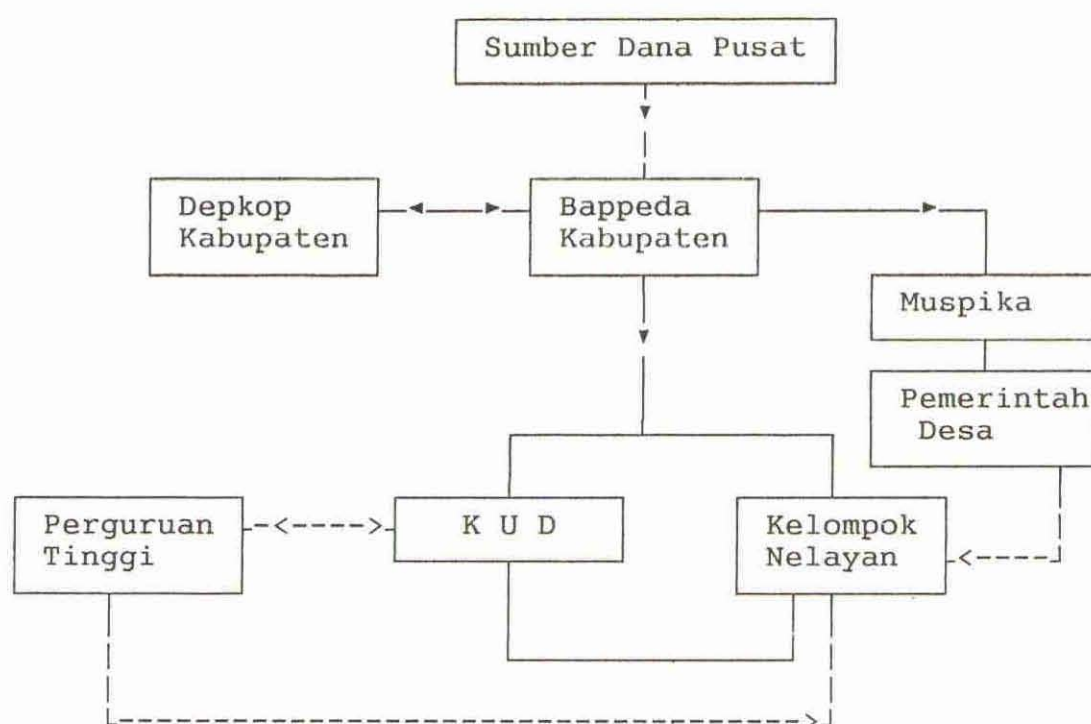 Sumber Dana Pusat
Depkop
Kabupaten
Bappeda
Kabupaten
Muspika
Pemerintah
Desa
Perguruan
Tinggi
K U D
Kelompok
Nelayan